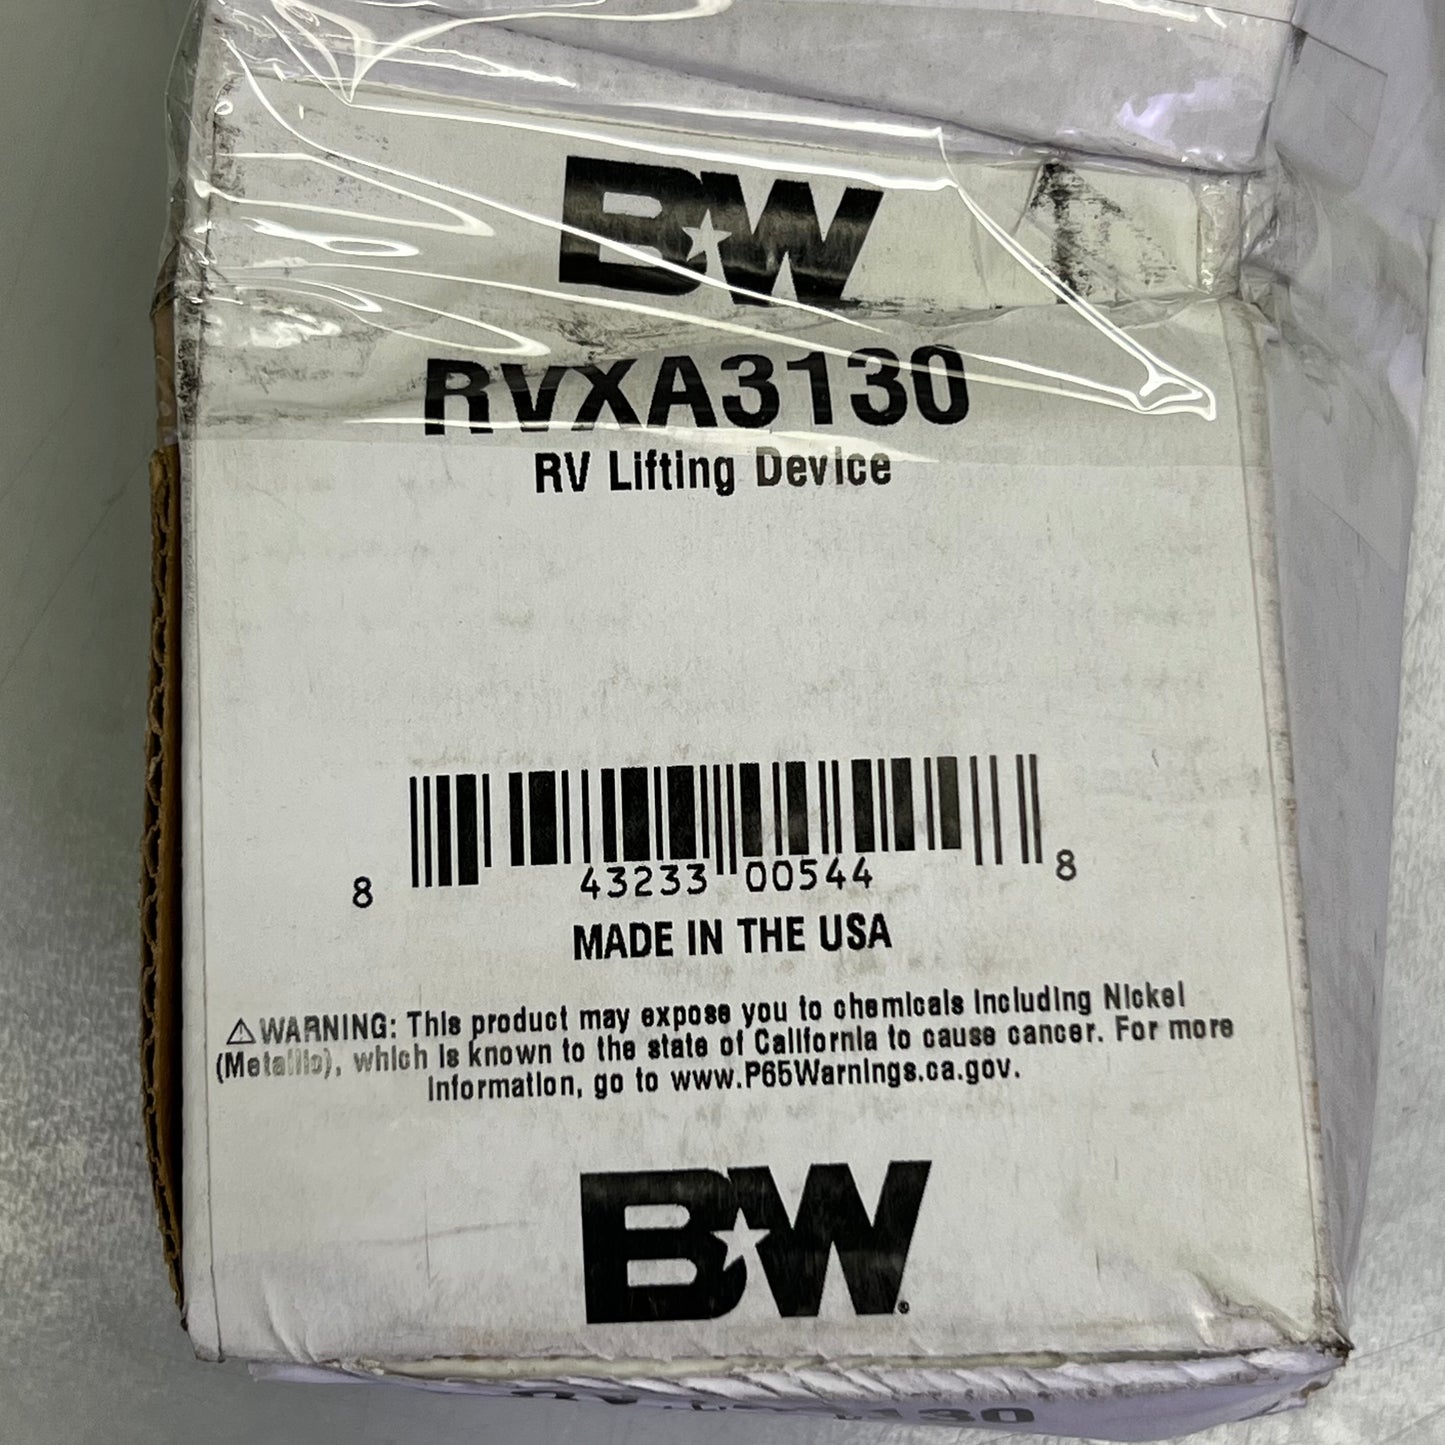 B★W
RVXA3130
RV Lifting Device
8 43233 00544 8
MADE IN THE USA
⚠WARNING: This product may expose you to chemicals including Nickel
(Metallic), which is known to the state of California to cause cancer. For more
information, go to www.P65Warnings.ca.gov.
B★W®